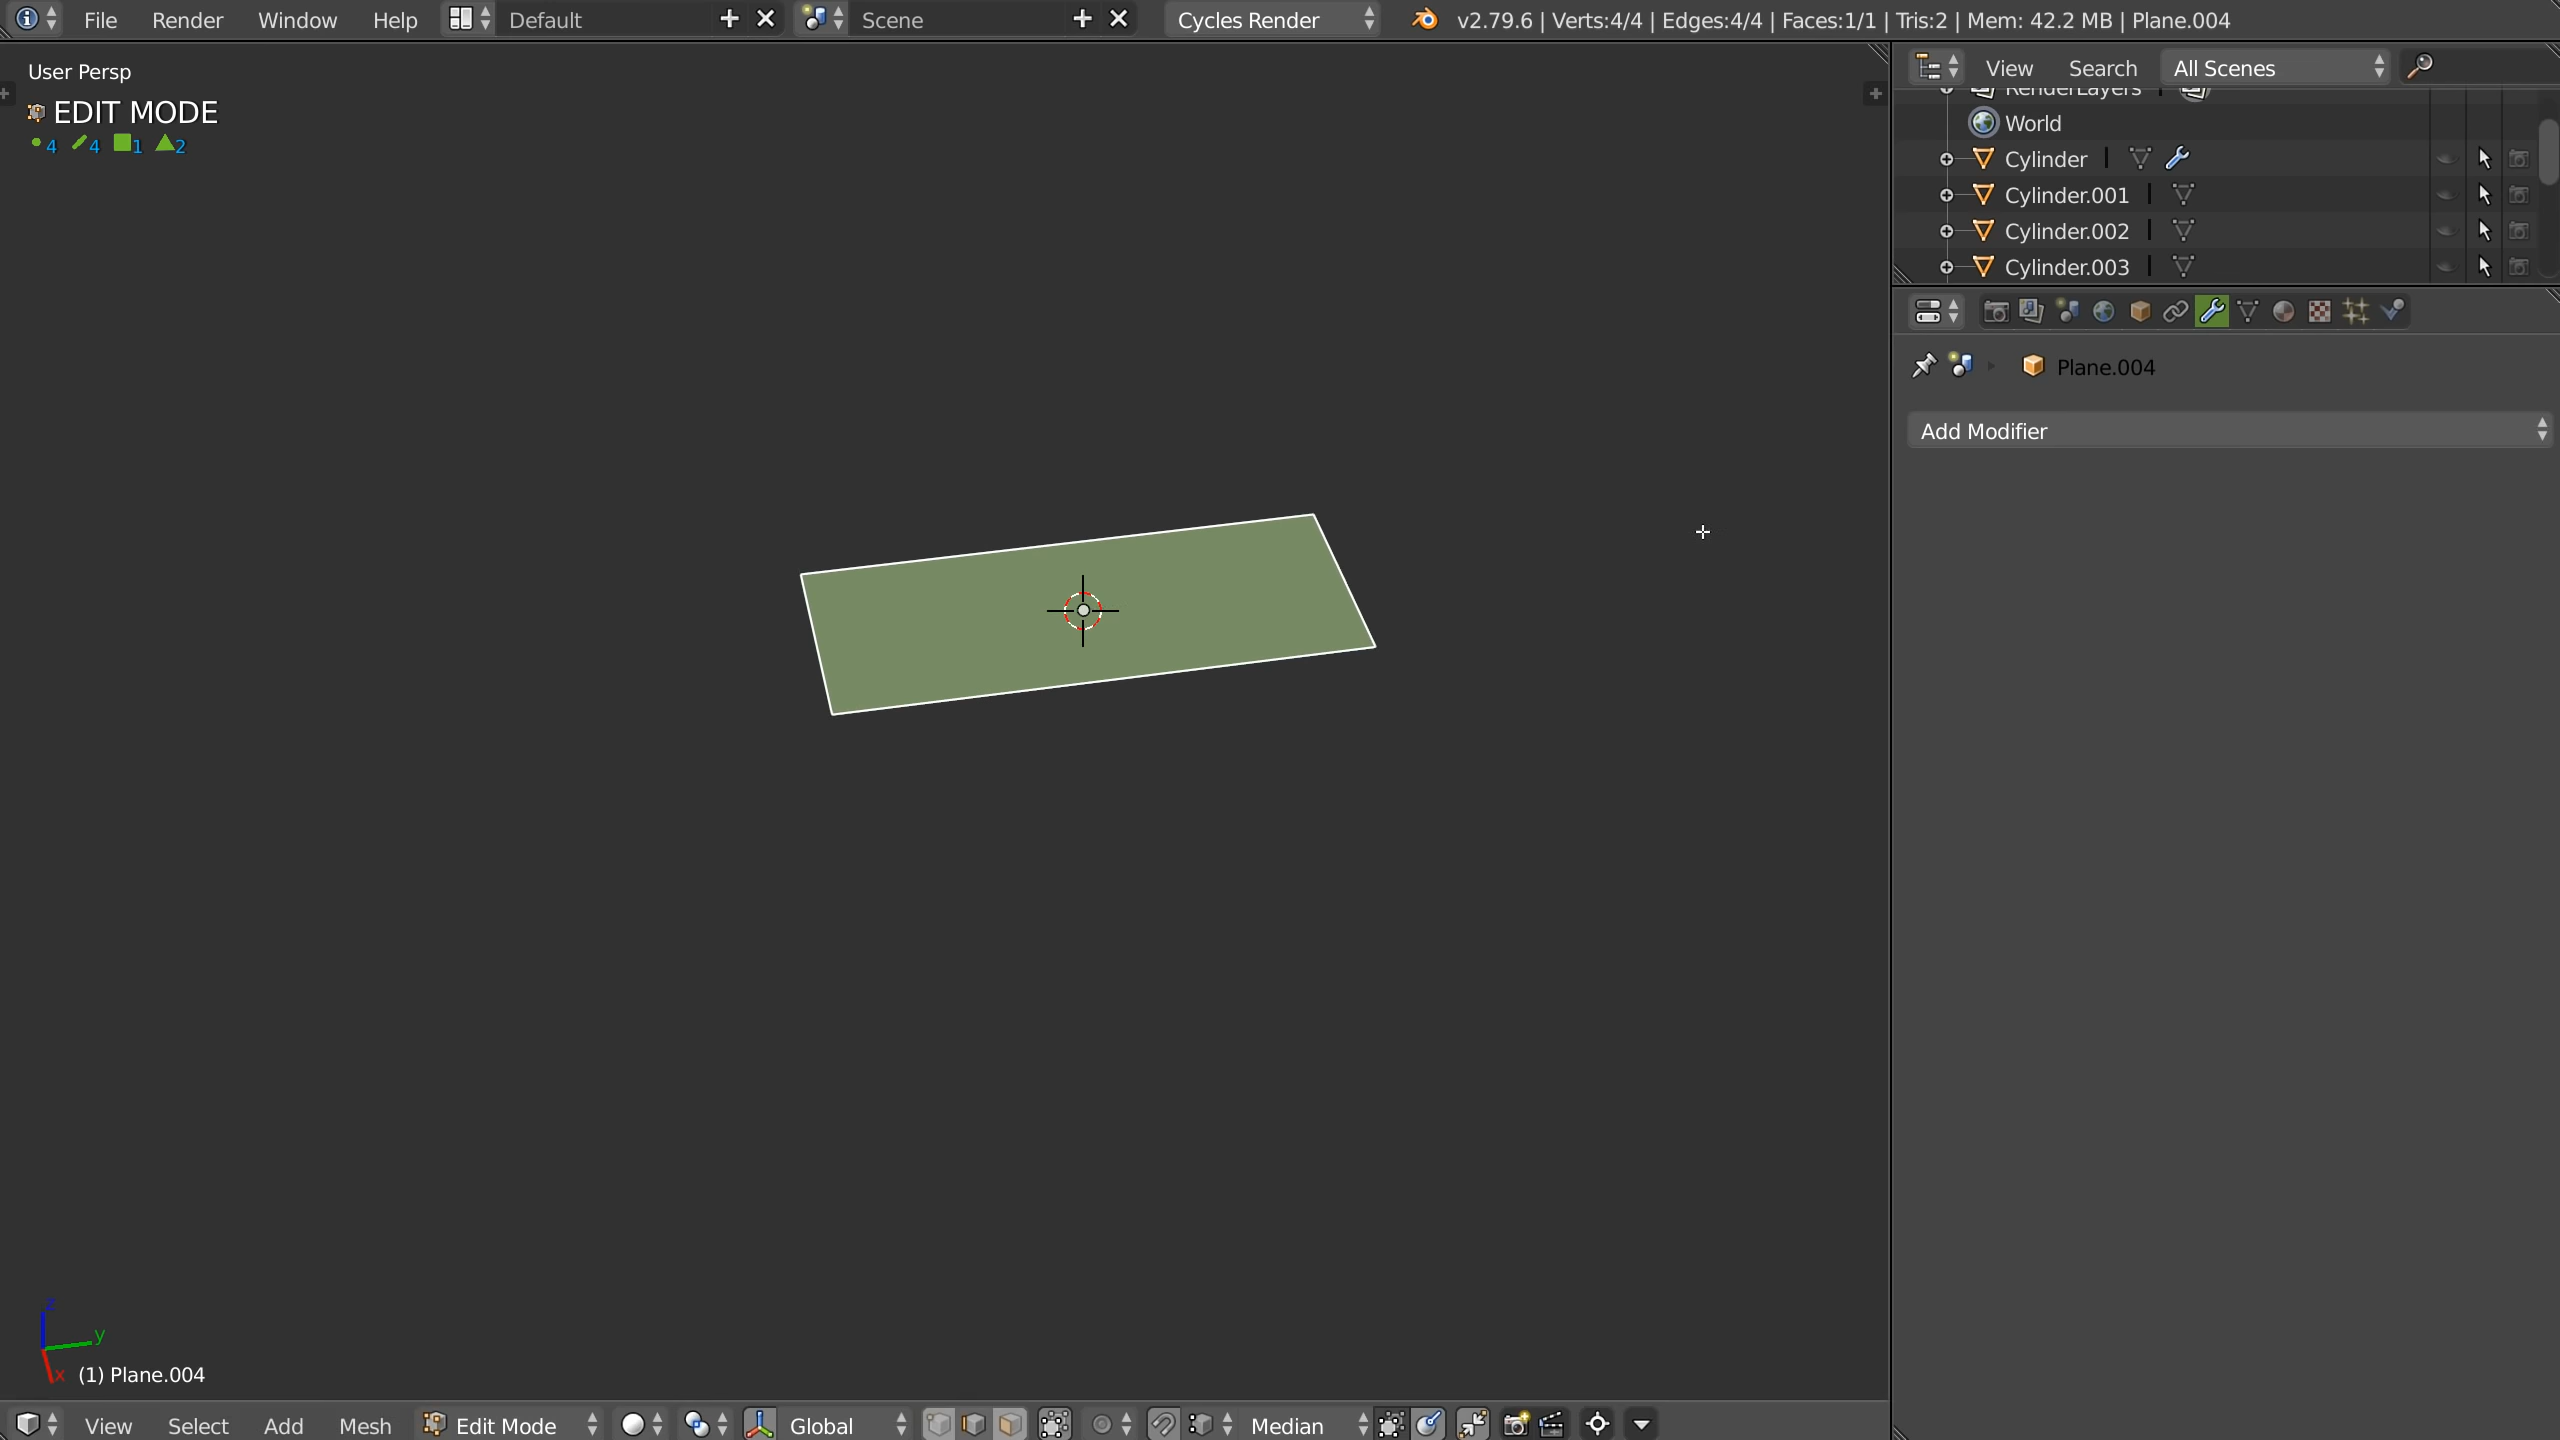 File Render Window Help Default Scene Cycles Render v2.79.6 | Verts:4/4 | Edges:4/4 | Faces:1/1 | Tris:2 | Mem: 42.2 MB | Plane.004
User Persp
EDIT MODE
4 4 1 2
View Search All Scenes
RenderLayers
World
Cylinder
Cylinder.001
Cylinder.002
Cylinder.003
Plane.004
Add Modifier
z
y
x
(1) Plane.004
View Select Add Mesh Edit Mode Global Median